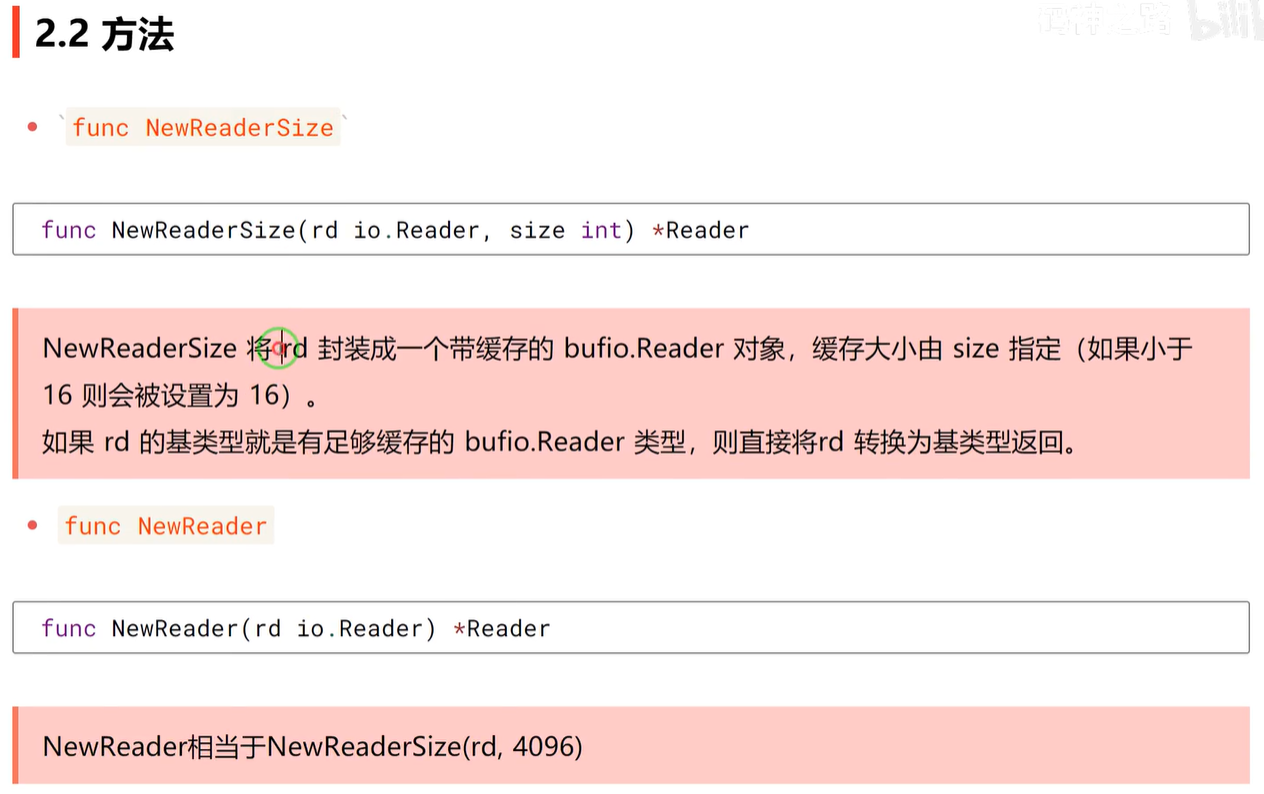 码神之路 bili
2.2 方法
`func NewReaderSize`
func NewReaderSize(rd io.Reader, size int) *Reader
NewReaderSize 将 rd 封装成一个带缓存的 bufio.Reader 对象，缓存大小由 size 指定（如果小于
16 则会被设置为 16）。
如果 rd 的基类型就是有足够缓存的 bufio.Reader 类型，则直接将rd 转换为基类型返回。
func NewReader
func NewReader(rd io.Reader) *Reader
NewReader相当于NewReaderSize(rd, 4096)